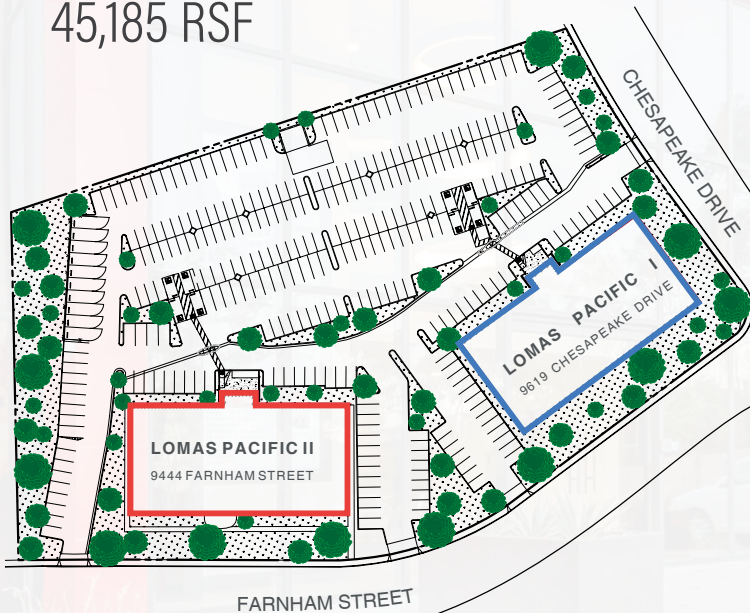 45,185 RSF
CHESAPEAKE DRIVE
LOMAS PACIFIC I
9619 CHESAPEAKE DRIVE
LOMAS PACIFIC II
9444 FARNHAM STREET
FARNHAM STREET